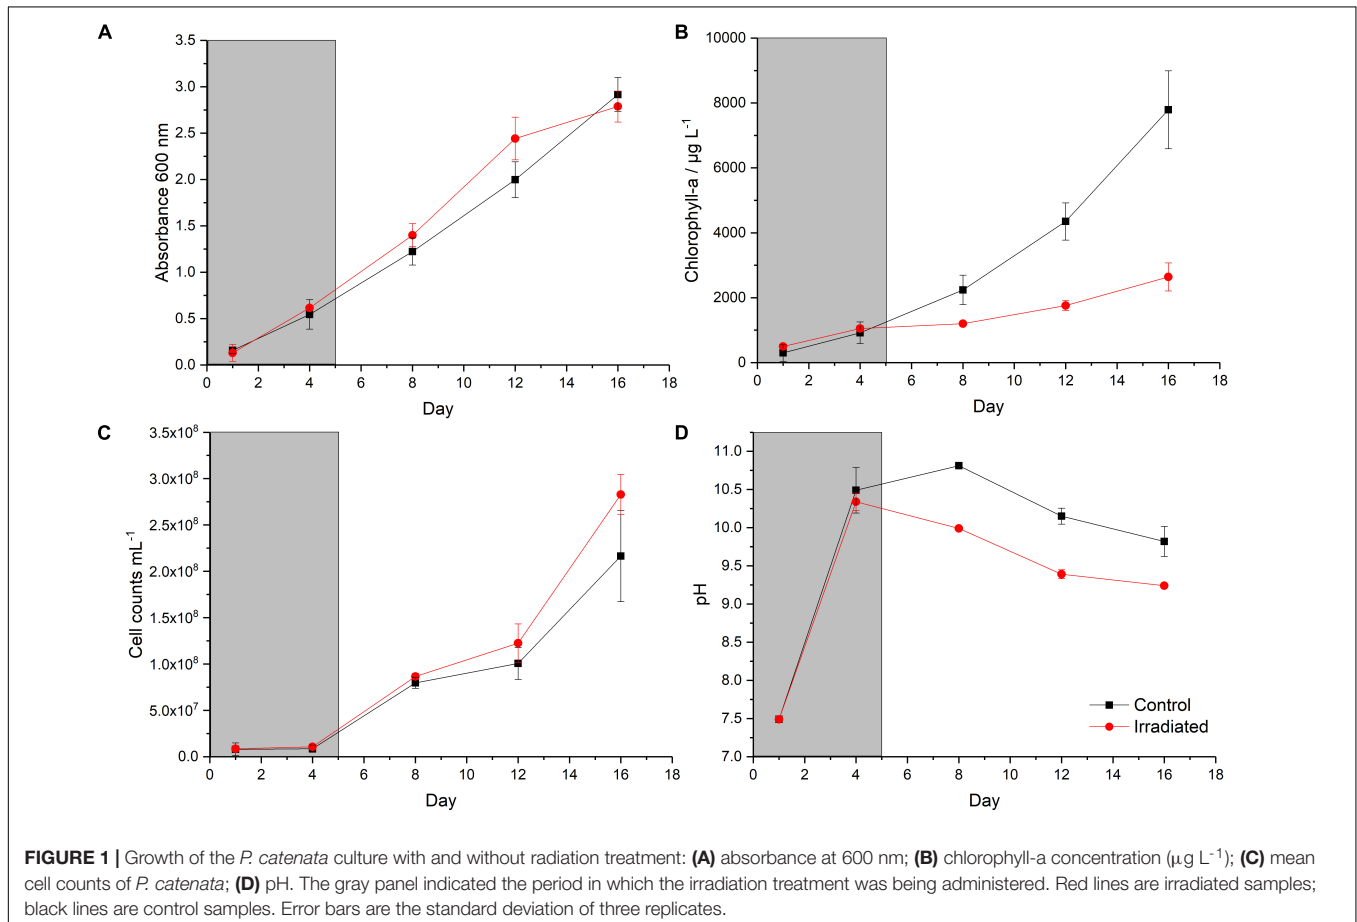 A
3.5
3.0
2.5
2.0
1.5
1.0
0.5
0.0
Absorbance 600 nm
0 2 4 6 8 10 12 14 16 18
Day
B
10000
8000
6000
4000
2000
0
Chlorophyll-a / µg L⁻¹
0 2 4 6 8 10 12 14 16 18
Day
C
3.5x10⁸
3.0x10⁸
2.5x10⁸
2.0x10⁸
1.5x10⁸
1.0x10⁸
5.0x10⁷
0.0
Cell counts mL⁻¹
0 2 4 6 8 10 12 14 16 18
Day
D
11.0
10.5
10.0
9.5
9.0
8.5
8.0
7.5
7.0
pH
Control
Irradiated
0 2 4 6 8 10 12 14 16 18
Day
FIGURE 1 | Growth of the P. catenata culture with and without radiation treatment: (A) absorbance at 600 nm; (B) chlorophyll-a concentration (µg L⁻¹); (C) mean
cell counts of P. catenata; (D) pH. The gray panel indicated the period in which the irradiation treatment was being administered. Red lines are irradiated samples;
black lines are control samples. Error bars are the standard deviation of three replicates.